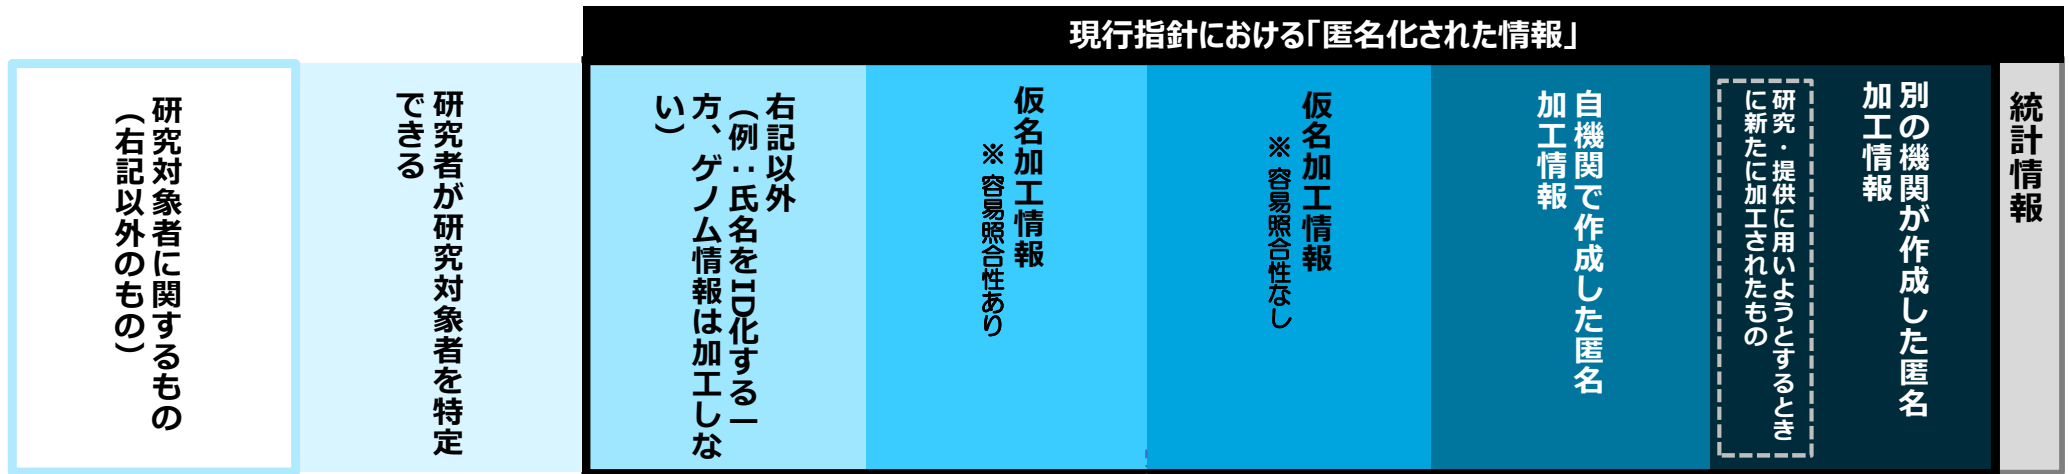 現行指針における「匿名化された情報」
研究対象者に関するもの
（右記以外のもの）
研究者が研究対象者を特定
できる
右記以外
（例：氏名をID化する一
方、ゲノム情報は加工しな
い）
仮名加工情報
※ 容易照合性あり
仮名加工情報
※ 容易照合性なし
自機関で作成した匿名
加工情報
別の機関が作成した匿名
加工情報
研究・提供に用いようとするとき
に新たに加工されたもの
統計情報